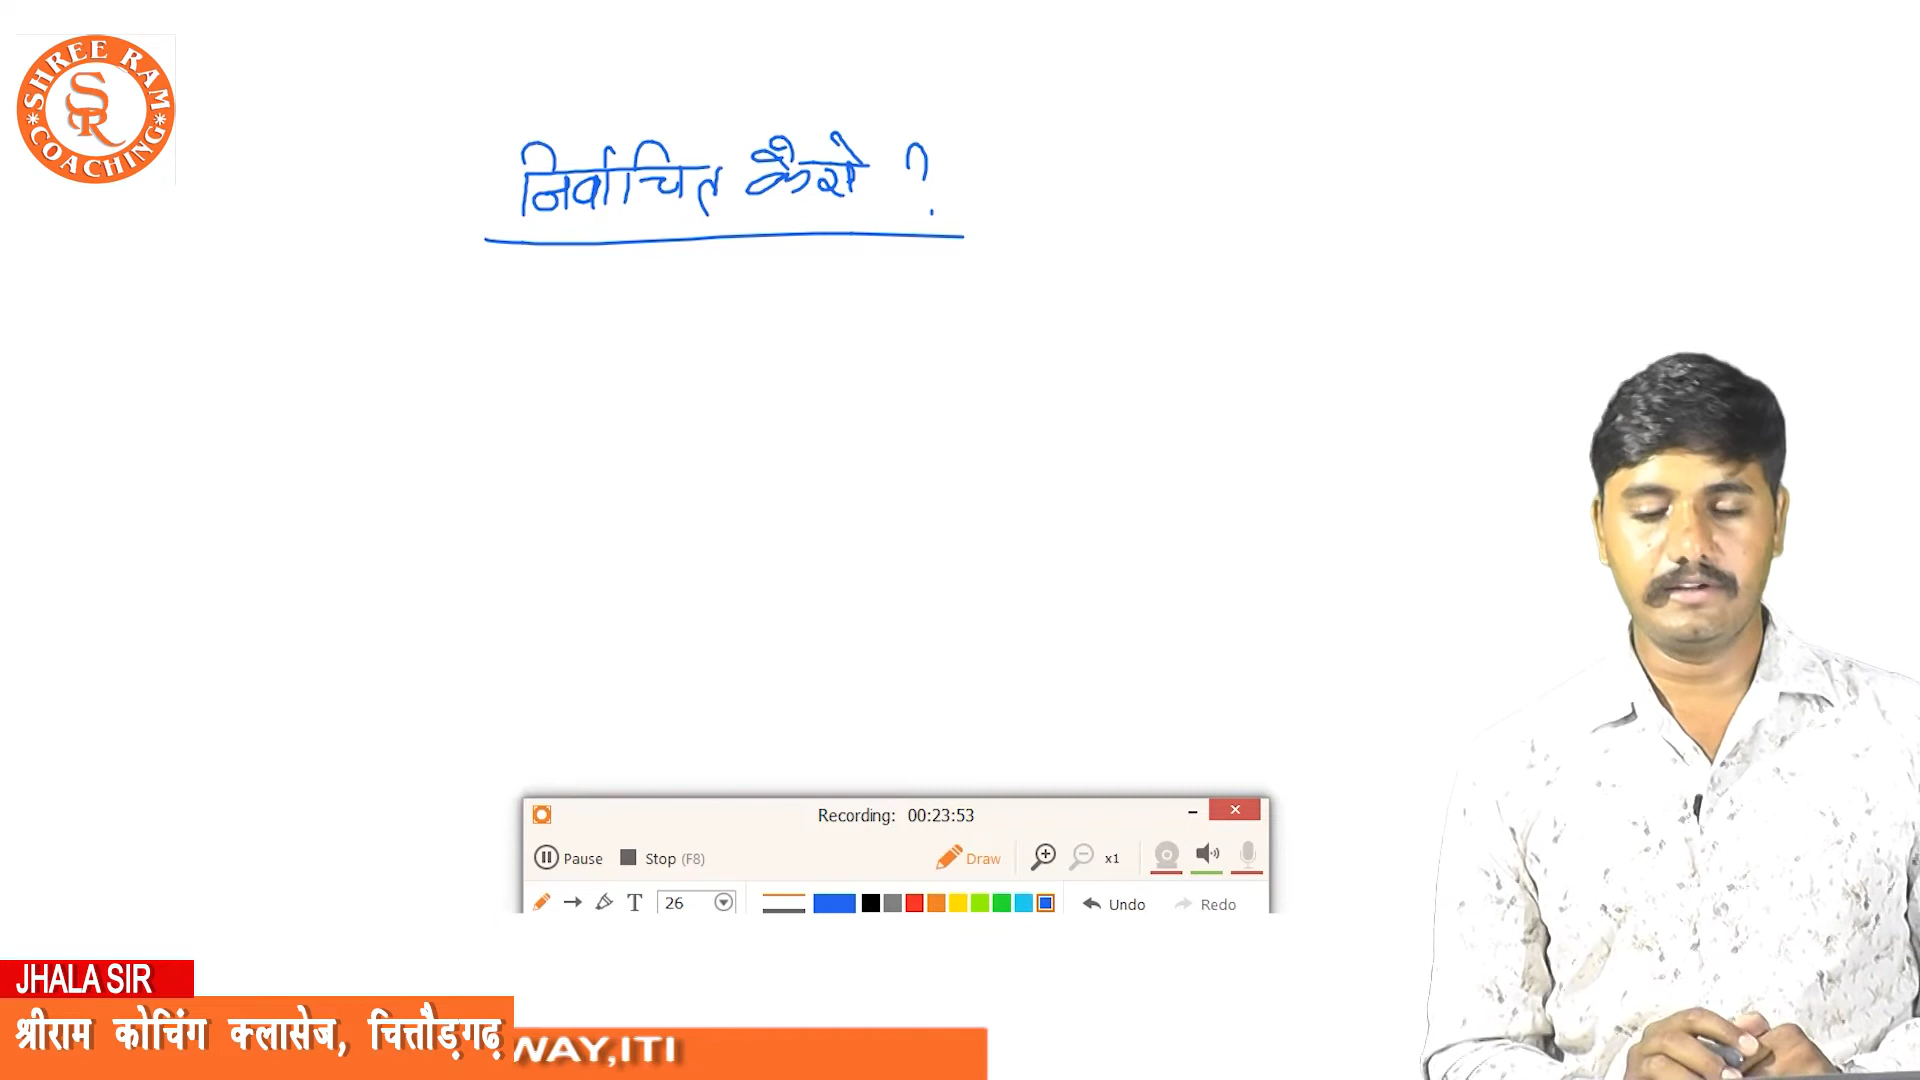 SHREE RAM
SR
COACHING
निर्वाचित कैसे ?
Recording: 00:23:53
Pause Stop (F8) Draw x1
T 26 Undo Redo
JHALA SIR
श्रीराम कोचिंग क्लासेज, चित्तौड़गढ़
WAY,ITI